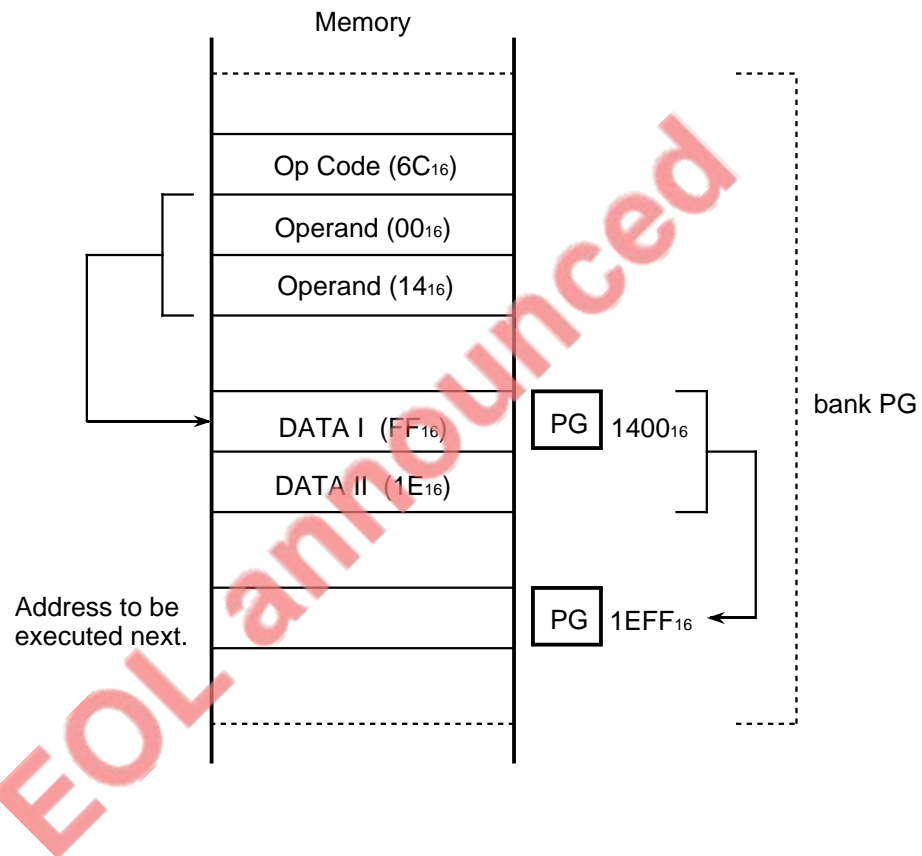 Memory
Op Code (6C16)
Operand (0016)
Operand (1416)
DATA I (FF16)
PG 140016
bank PG
DATA II (1E16)
Address to be
executed next.
PG 1EFF16
EOL announced